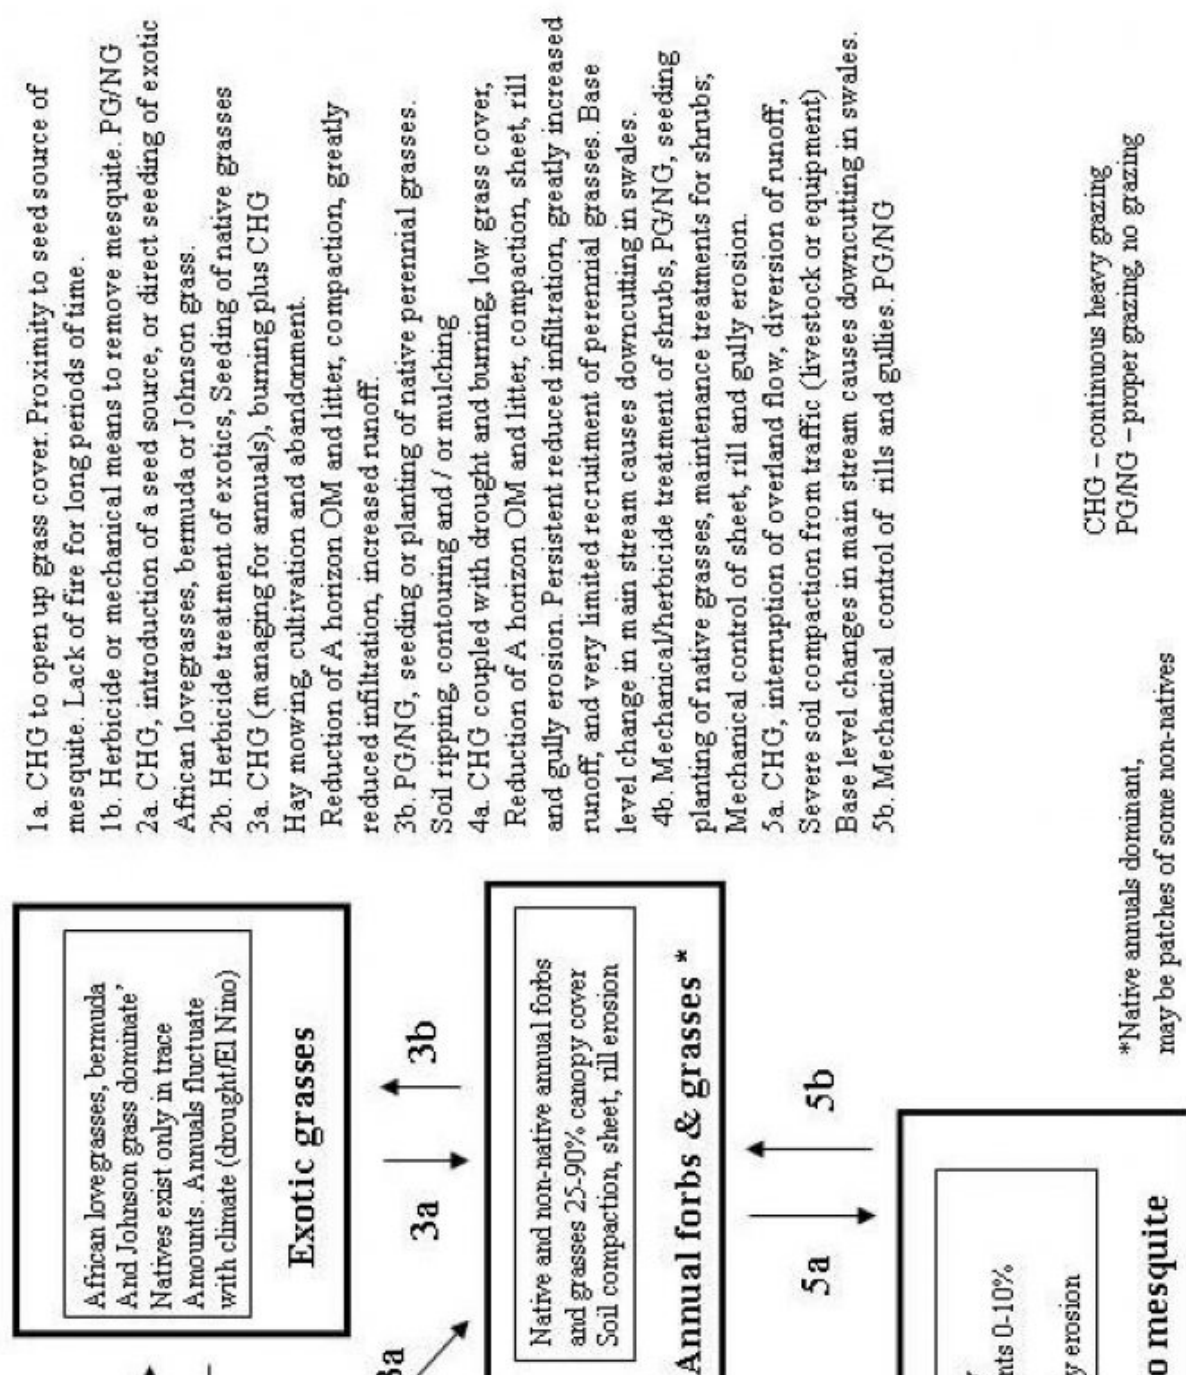 1a. CHG to open up grass cover. Proximity to seed source of
mesquite. Lack of fire for long periods of time.
1b. Herbicide or mechanical means to remove mesquite. PG/NG
2a. CHG, introduction of a seed source, or direct seeding of exotic
African lovegrasses, bermuda or Johnson grass.
2b. Herbicide treatment of exotics, Seeding of native grasses
3a. CHG (managing for annuals), burning plus CHG
Hay mowing, cultivation and abandonment.
Reduction of A horizon OM and litter, compaction, greatly
reduced infiltration, increased runoff.
3b. PG/NG, seeding or planting of native perennial grasses.
Soil ripping, contouring and / or mulching
4a. CHG coupled with drought and burning, low grass cover,
Reduction of A horizon OM and litter, compaction, sheet, rill
and gully erosion. Persistent reduced infiltration, greatly increased
runoff, and very limited recruitment of perennial grasses. Base
level change in main stream causes downcutting in swales.
4b. Mechanical/herbicide treatment of shrubs, PG/NG, seeding
planting of native grasses, maintenance treatments for shrubs;
Mechanical control of sheet, rill and gully erosion.
5a. CHG, interruption of overland flow, diversion of runoff,
Severe soil compaction from traffic (livestock or equipment)
Base level changes in main stream causes downcutting in swales.
5b. Mechanical control of rills and gullies. PG/NG
CHG – continuous heavy grazing
PG/NG – proper grazing, no grazing
African lovegrasses, bermuda
And Johnson grass dominate'
Natives exist only in trace
Amounts. Annuals fluctuate
with climate (drought/El Nino)
Exotic grasses
3a
3b
3a
Native and non-native annual forbs
and grasses 25-90% canopy cover
Soil compaction, sheet, rill erosion
Annual forbs & grasses *
5a
5b
nts 0-10%
y erosion
o mesquite
*Native annuals dominant,
may be patches of some non-natives